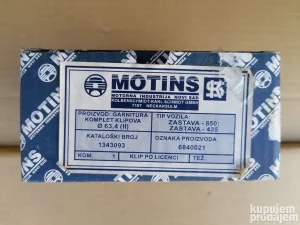 MOTINS
MOTORNA INDUSTRIJA NOVI SAD
KOLBENSCHMIDT-KARL SCHMIDT GMBH
7107 NECKARSULM
PROIZVOD: GARNITURA
KOMPLET KLIPOVA
Ø 63,4 (II)
TIP VOZILA:
ZASTAVA - 850;
ZASTAVA - 435
KATALOŠKI BROJ
1343093
OZNAKA PROIZVODA
6840021
KOM. 1
KLIP PO LICENCI
TEŽ.
kupujem
prodajem